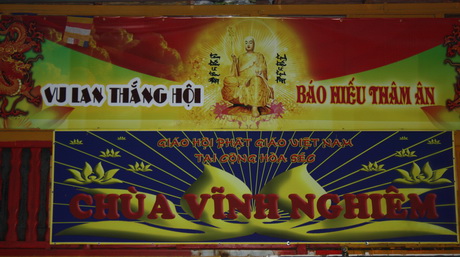 VU LAN THẮNG HỘI
BÁO HIẾU THÂM ÂN
GIÁO HỘI PHẬT GIÁO VIỆT NAM
TẠI CỘNG HÒA SÉC
CHÙA VĨNH NGHIÊM